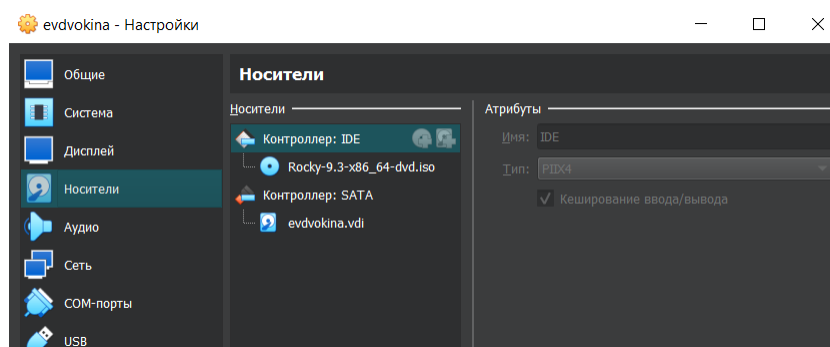 evdvokina - Настройки
Общие
Система
Дисплей
Носители
Аудио
Сеть
COM-порты
USB
Носители
Носители
Контроллер: IDE
Rocky-9.3-x86_64-dvd.iso
Контроллер: SATA
evdvokina.vdi
Атрибуты
Имя: IDE
Тип: PIIX4
Кеширование ввода/вывода